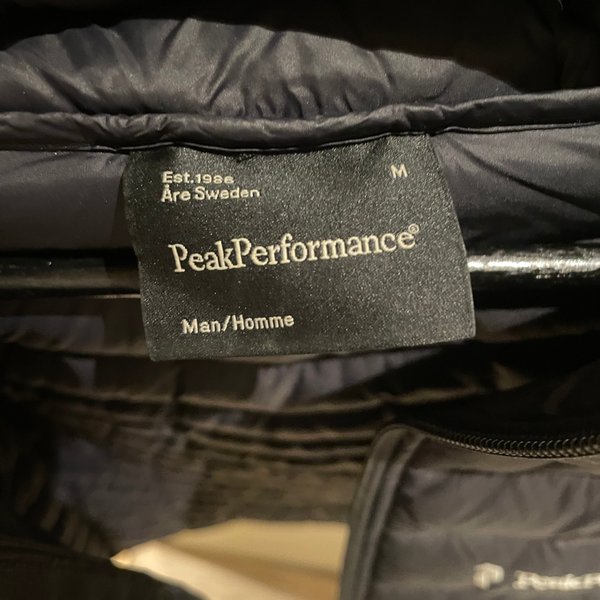 Est.1986
M
Åre Sweden
PeakPerformance®
Man/Homme